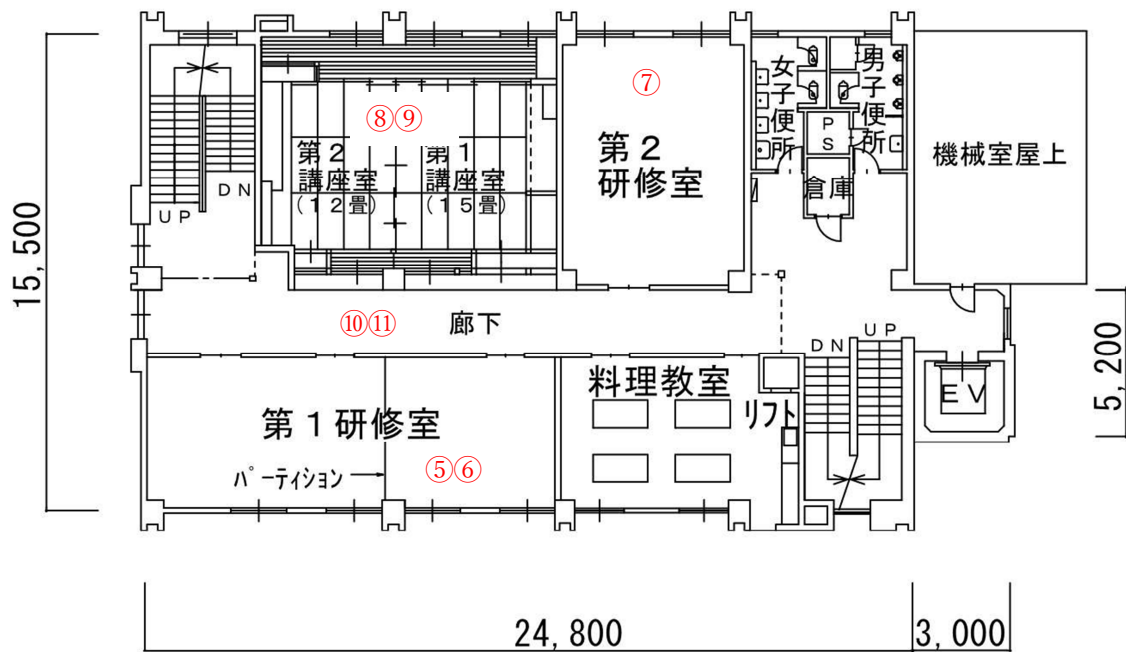 ⑦
⑧⑨
女子便所
男子便所
PS
第2
講座室
(12畳)
第1
講座室
(15畳)
第2
研修室
機械室屋上
倉庫
DN
UP
15,500
⑩⑪
廊下
UP
DN
料理教室
リフト
EV
5,200
第1研修室
⑤⑥
パーティション
24,800
3,000